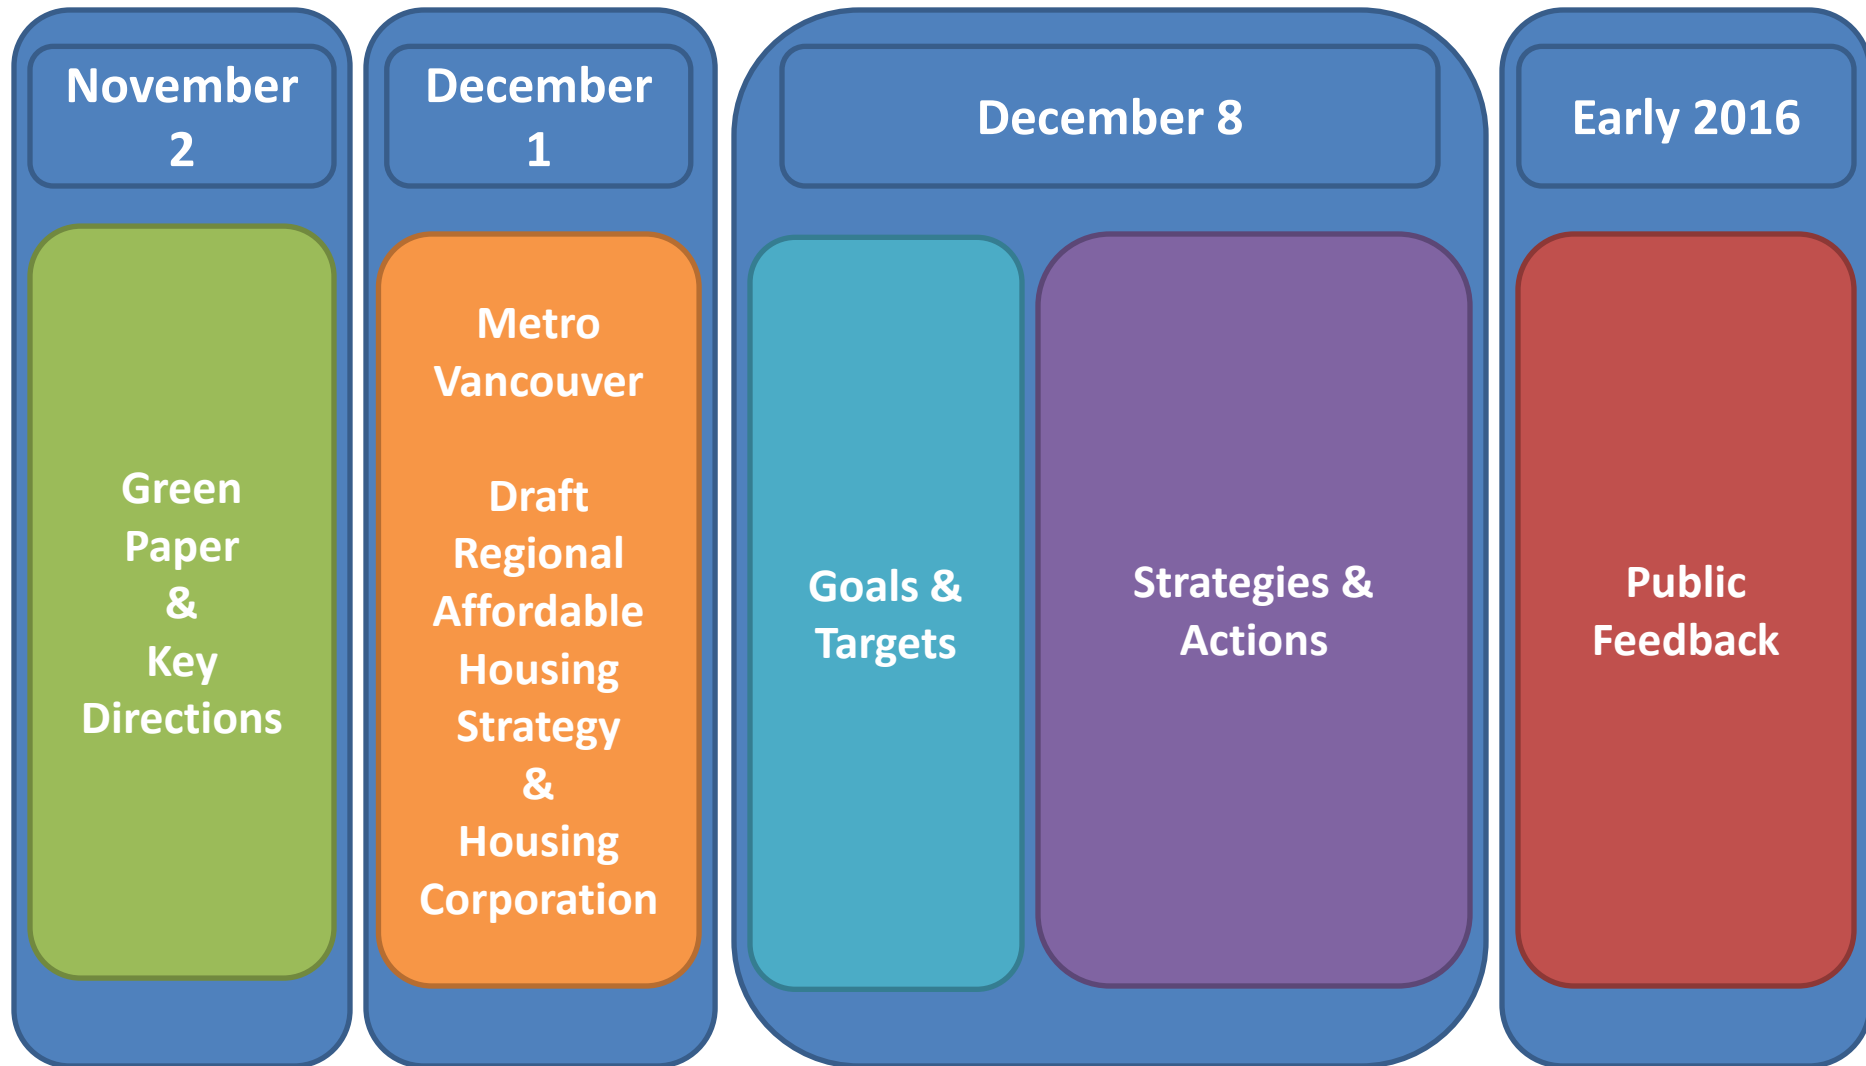 November
2
Green
Paper
&
Key
Directions
December
1
Metro
Vancouver
Draft
Regional
Affordable
Housing
Strategy
&
Housing
Corporation
December 8
Goals &
Targets
Strategies &
Actions
Early 2016
Public
Feedback